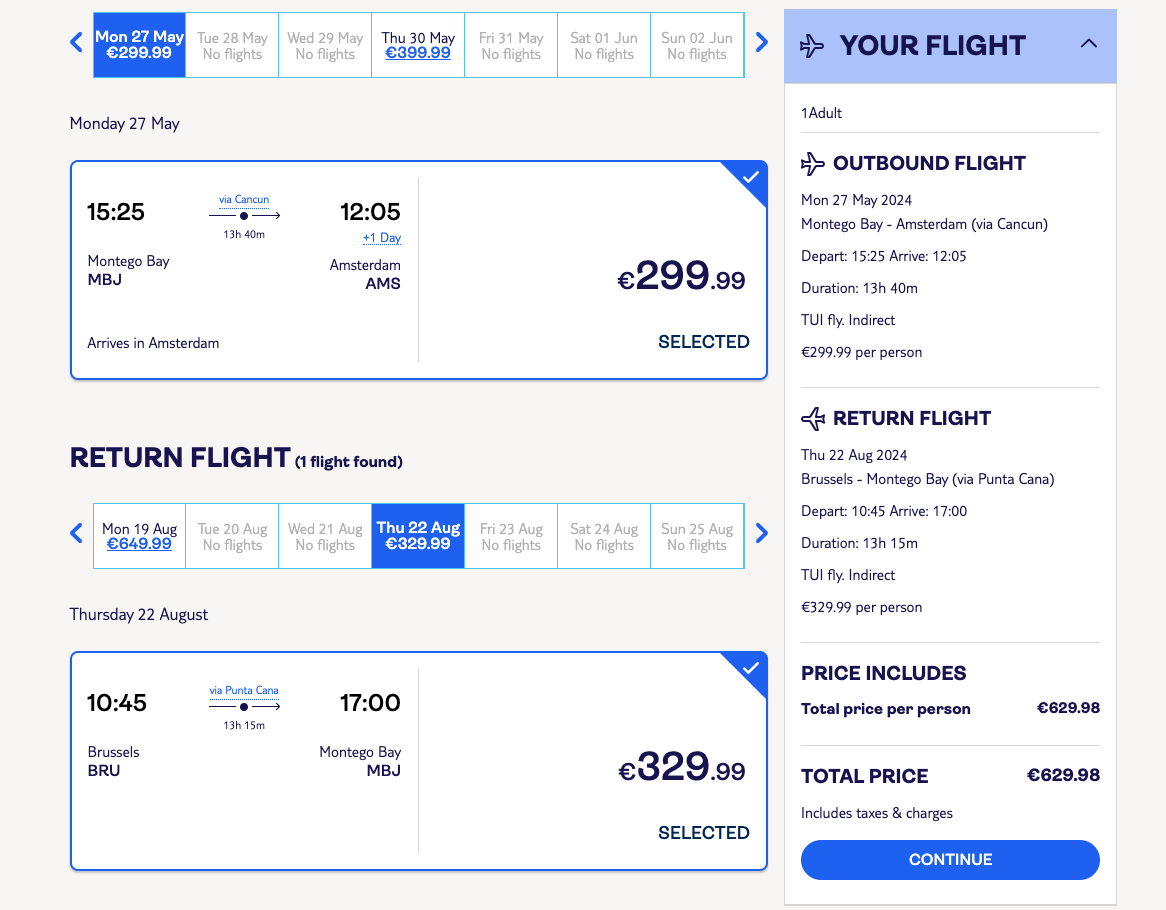 Mon 27 May Tue 28 May Wed 29 May Thu 30 May Fri 31 May Sat 01 Jun Sun 02 Jun
€299.99 No flights No flights €399.99 No flights No flights No flights
Monday 27 May
via Cancun
15:25 12:05
13h 40m +1 Day
Montego Bay Amsterdam
MBJ AMS
€299.99
Arrives in Amsterdam SELECTED
RETURN FLIGHT (1 flight found)
Mon 19 Aug Tue 20 Aug Wed 21 Aug Thu 22 Aug Fri 23 Aug Sat 24 Aug Sun 25 Aug
€649.99 No flights No flights €329.99 No flights No flights No flights
Thursday 22 August
via Punta Cana
10:45 17:00
13h 15m
Brussels Montego Bay
BRU MBJ
€329.99
SELECTED
YOUR FLIGHT
1Adult
OUTBOUND FLIGHT
Mon 27 May 2024
Montego Bay - Amsterdam (via Cancun)
Depart: 15:25 Arrive: 12:05
Duration: 13h 40m
TUI fly. Indirect
€299.99 per person
RETURN FLIGHT
Thu 22 Aug 2024
Brussels - Montego Bay (via Punta Cana)
Depart: 10:45 Arrive: 17:00
Duration: 13h 15m
TUI fly. Indirect
€329.99 per person
PRICE INCLUDES
Total price per person €629.98
TOTAL PRICE €629.98
Includes taxes & charges
CONTINUE